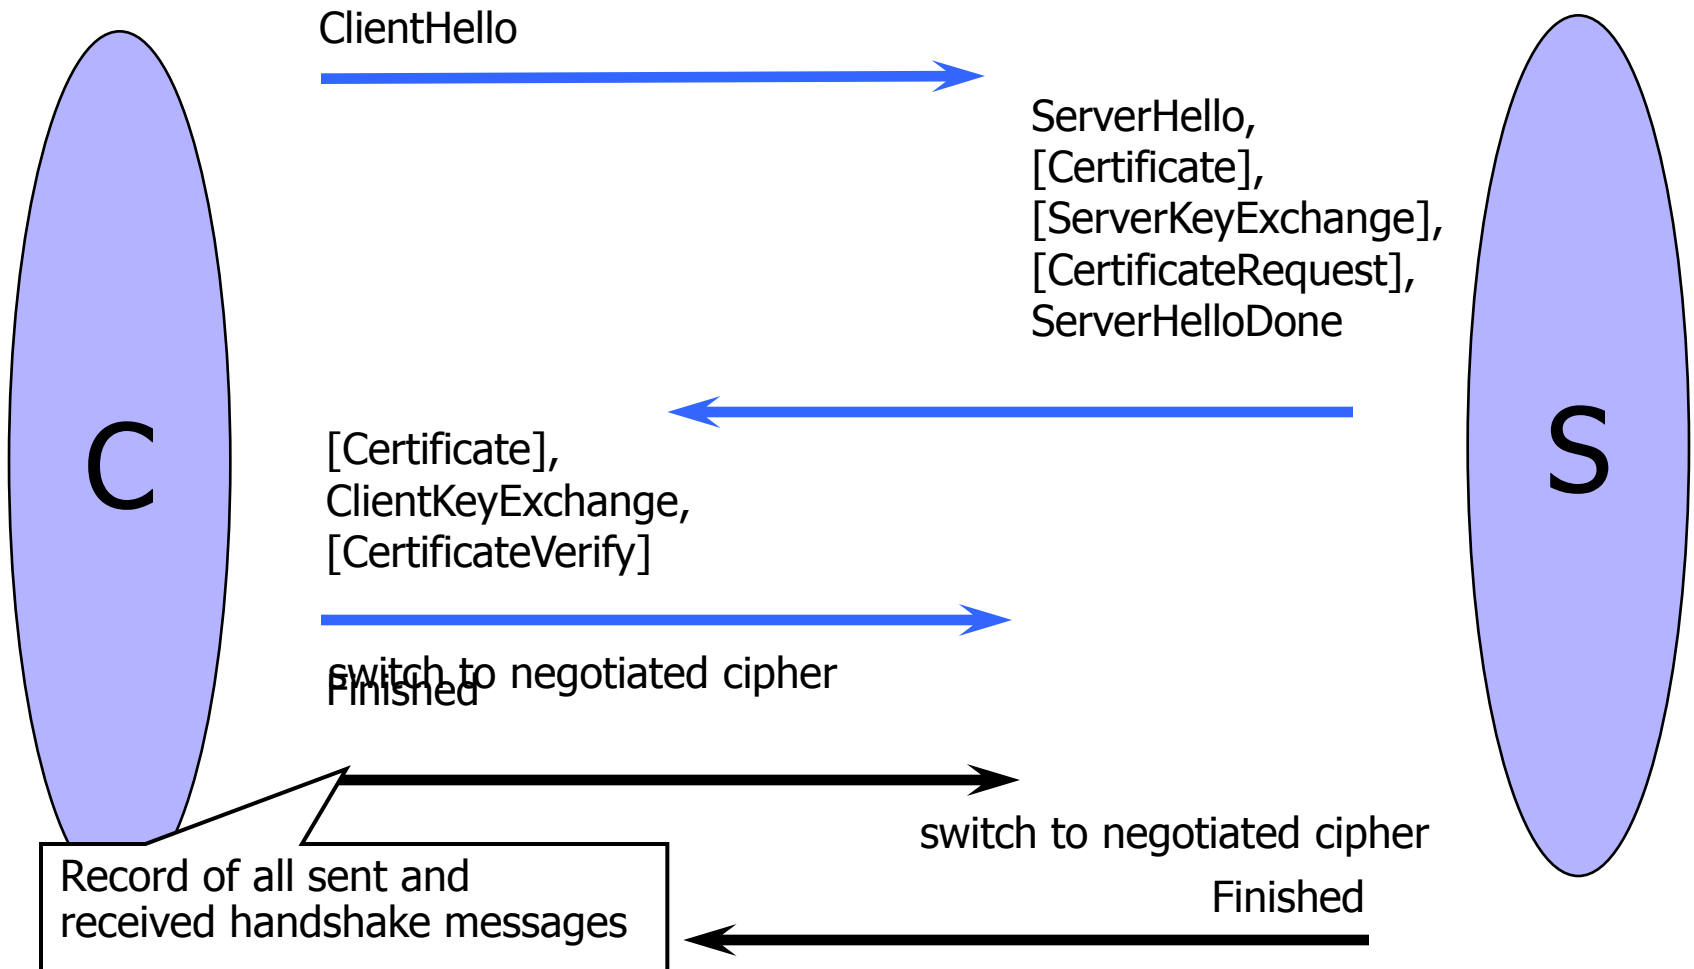 ClientHello
ServerHello,
[Certificate],
[ServerKeyExchange],
[CertificateRequest],
ServerHelloDone
C
S
[Certificate],
ClientKeyExchange,
[CertificateVerify]
switch to negotiated cipher
Finished
switch to negotiated cipher
Record of all sent and
received handshake messages
Finished